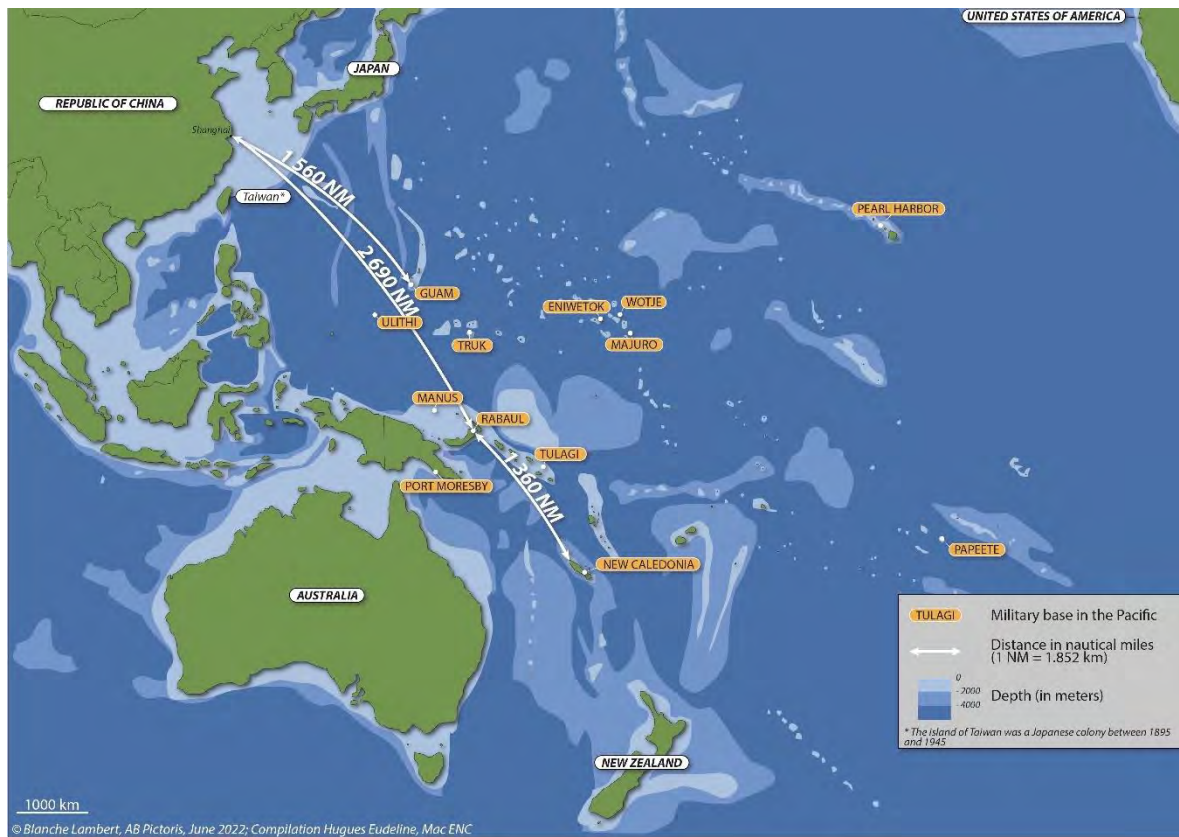 UNITED STATES OF AMERICA
JAPAN
REPUBLIC OF CHINA
Shanghai
1 560 NM
Taiwan*
PEARL HARBOR
2 690 NM
GUAM
ULITHI
ENIWETOK
WOTJE
TRUK
MAJURO
MANUS
RABAUL
TULAGI
PORT MORESBY
1 360 NM
PAPEETE
NEW CALEDONIA
AUSTRALIA
NEW ZEALAND
TULAGI Military base in the Pacific
Distance in nautical miles
(1 NM = 1.852 km)
0
- 2000
- 4000
Depth (in meters)
* The island of Taiwan was a Japanese colony between 1895
and 1945
1000 km
© Blanche Lambert, AB Pictoris, June 2022; Compilation Hugues Eudeline, Mac ENC